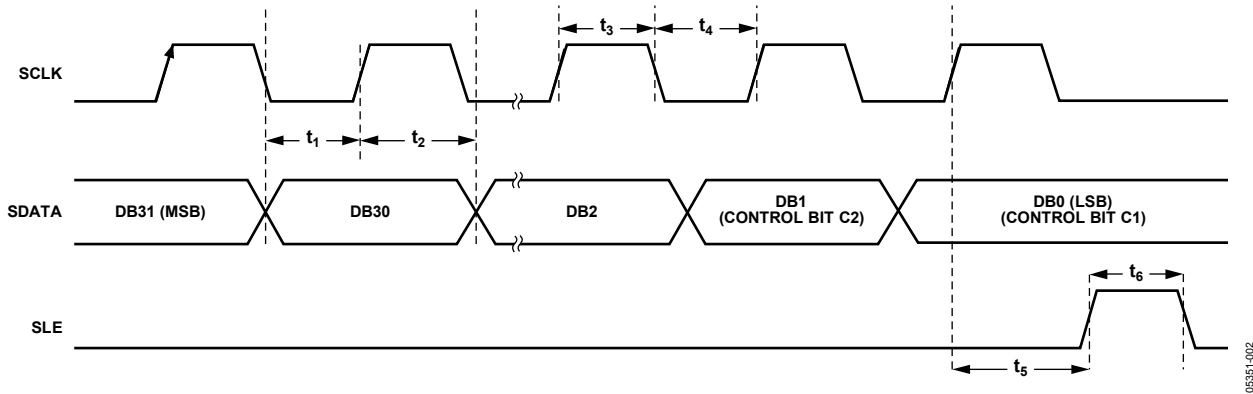 t3
t4
SCLK
t1
t2
SDATA
DB31 (MSB)
DB30
DB2
DB1
(CONTROL BIT C2)
DB0 (LSB)
(CONTROL BIT C1)
t6
SLE
t5
05351-002